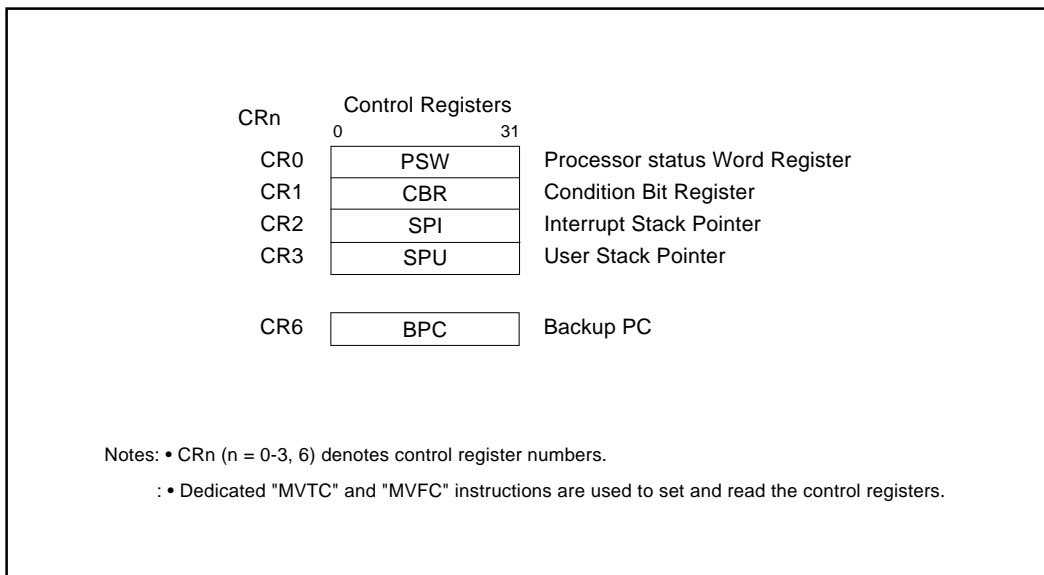 CRn Control Registers
0 31
CR0 PSW Processor status Word Register
CR1 CBR Condition Bit Register
CR2 SPI Interrupt Stack Pointer
CR3 SPU User Stack Pointer
CR6 BPC Backup PC
Notes: • CRn (n = 0-3, 6) denotes control register numbers.
: • Dedicated "MVTC" and "MVFC" instructions are used to set and read the control registers.